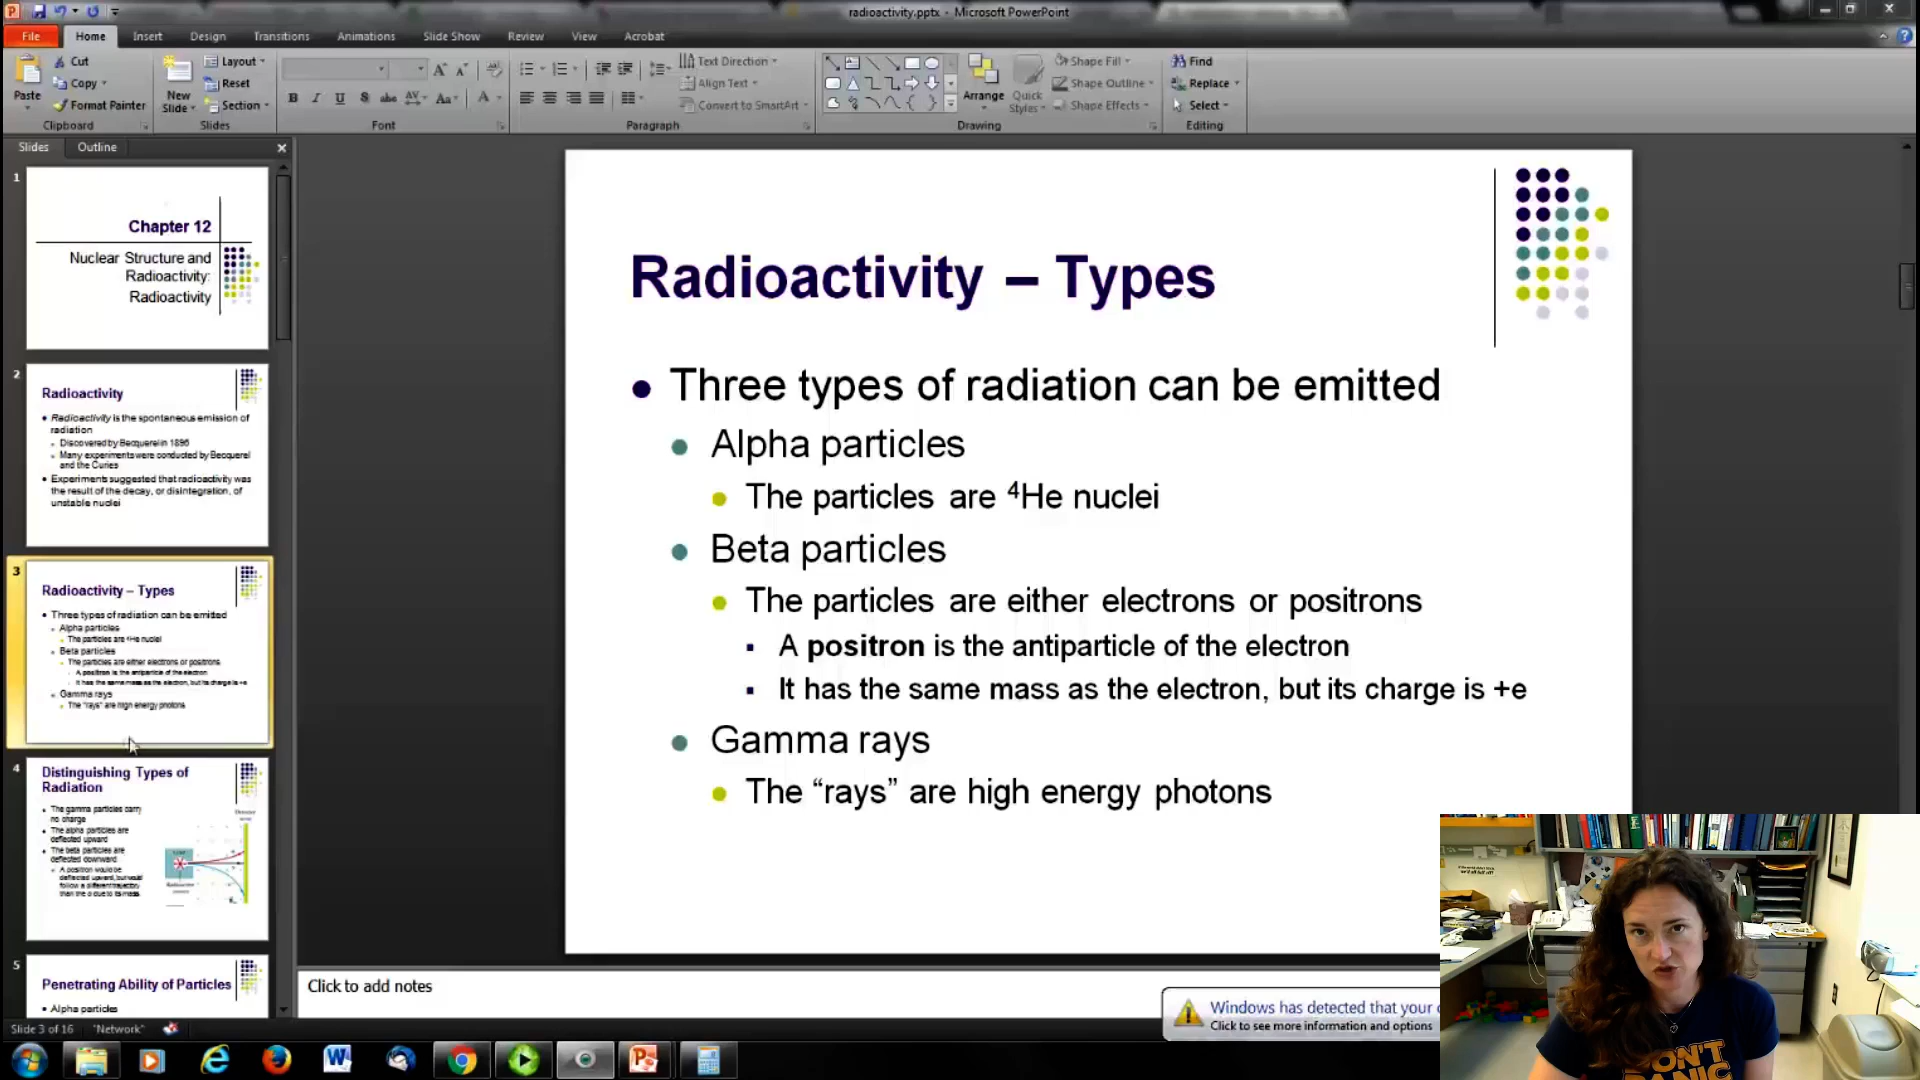 radioactivity.pptx - Microsoft PowerPoint
File Home Insert Design Transitions Animations Slide Show Review View Acrobat
Paste
Cut
Copy
Format Painter
Clipboard
New Slide
Layout
Reset
Section
Slides
Font
Text Direction
Align Text
Convert to SmartArt
Paragraph
Arrange
Quick Styles
Shape Fill
Shape Outline
Shape Effects
Drawing
Find
Replace
Select
Editing
Slides Outline
1
Chapter 12
Nuclear Structure and
Radioactivity:
Radioactivity
2
Radioactivity
Radioactivity is the spontaneous emission of
radiation
Discovered by Becquerel in 1896
Many experiments were conducted by Becquerel
and the Curies
Experiments suggested that radioactivity was
the result of the decay, or disintegration, of
unstable nuclei
3
Radioactivity – Types
Three types of radiation can be emitted
Alpha particles
The particles are ⁴He nuclei
Beta particles
The particles are either electrons or positrons
A positron is the antiparticle of the electron
It has the same mass as the electron, but its charge is +e
Gamma rays
The "rays" are high energy photons
4
Distinguishing Types of
Radiation
The gamma particles carry
no charge
The alpha particles are
deflected upward
The beta particles are
deflected downward
A positron would be
deflected upward, but would
follow a different trajectory
than the α due to its mass
5
Penetrating Ability of Particles
Alpha particles
Radioactivity – Types
Three types of radiation can be emitted
Alpha particles
The particles are ⁴He nuclei
Beta particles
The particles are either electrons or positrons
A positron is the antiparticle of the electron
It has the same mass as the electron, but its charge is +e
Gamma rays
The “rays” are high energy photons
Click to add notes
Windows has detected that your
Click to see more information and options
Slide 3 of 16 "Network"
DON'T
PANIC